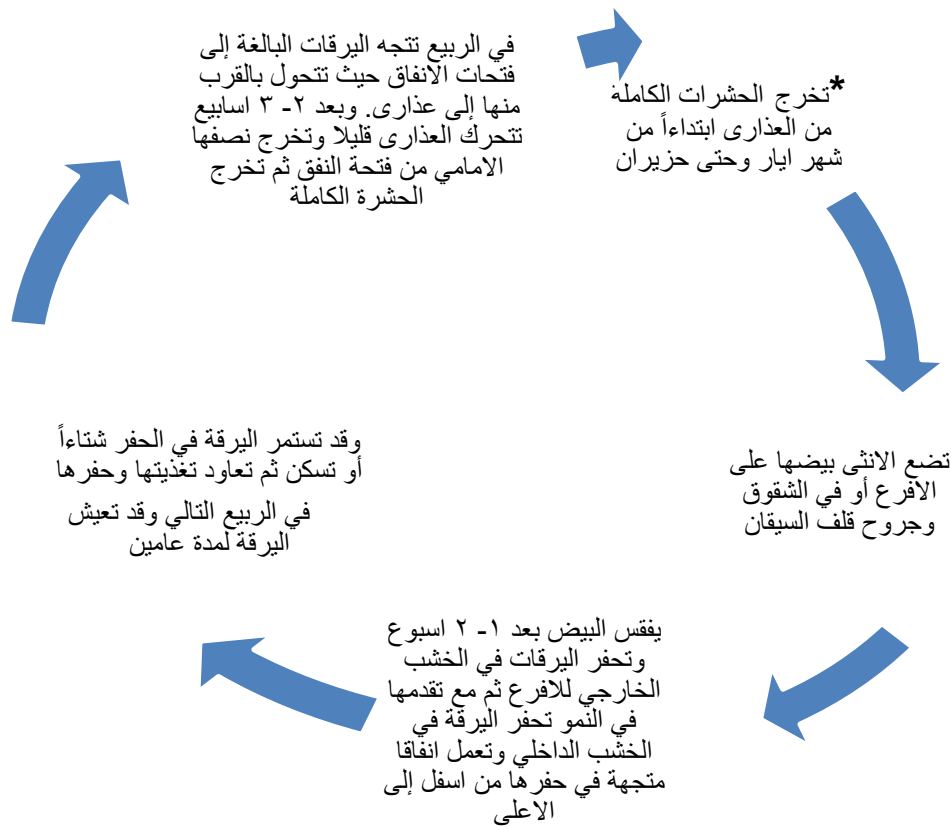 *تخرج الحشرات الكاملة
من العذارى ابتداءاً من
شهر ايار وحتى حزيران
تضع الانثى بيضها على
الافرع أو في الشقوق
وجروح قلف السيقان
يفقس البيض بعد ١- ٢ اسبوع
وتحفر اليرقات في الخشب
الخارجي للافرع ثم مع تقدمها
في النمو تحفر اليرقة في
الخشب الداخلي وتعمل انفاقا
متجهة في حفرها من اسفل إلى
الاعلى
وقد تستمر اليرقة في الحفر شتاءاً
أو تسكن ثم تعاود تغذيتها وحفرها
في الربيع التالي وقد تعيش
اليرقة لمدة عامين
في الربيع تتجه اليرقات البالغة إلى
فتحات الانفاق حيث تتحول بالقرب
منها إلى عذارى. وبعد ٢- ٣ اسابيع
تتحرك العذارى قليلا وتخرج نصفها
الامامي من فتحة النفق ثم تخرج
الحشرة الكاملة